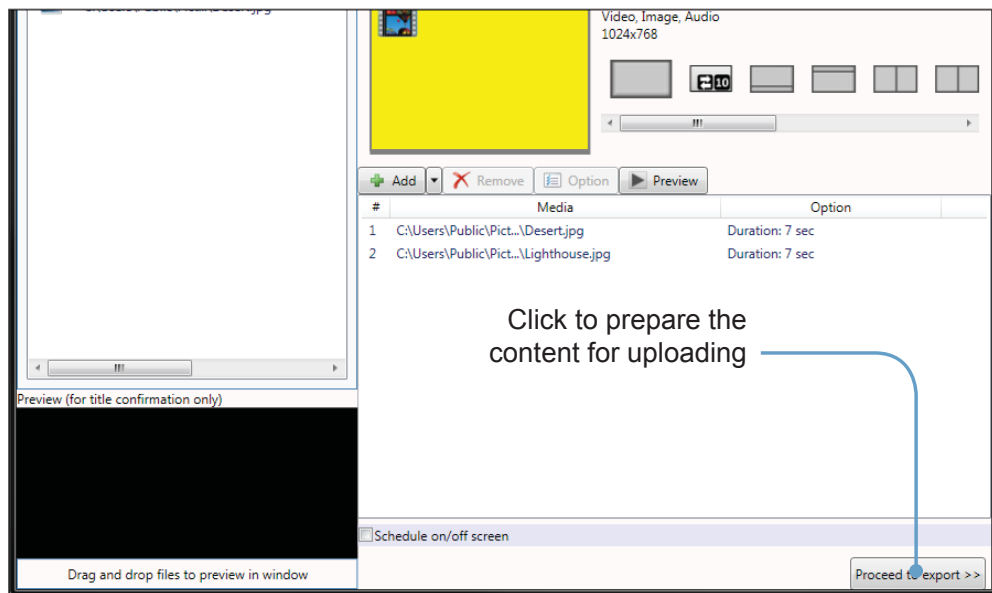 Video, Image, Audio
1024x768
10
Add
Remove
Option
Preview
# Media Option
1 C:\Users\Public\Pict...\Desert.jpg Duration: 7 sec
2 C:\Users\Public\Pict...\Lighthouse.jpg Duration: 7 sec
Click to prepare the
content for uploading
Preview (for title confirmation only)
Schedule on/off screen
Drag and drop files to preview in window
Proceed to export >>